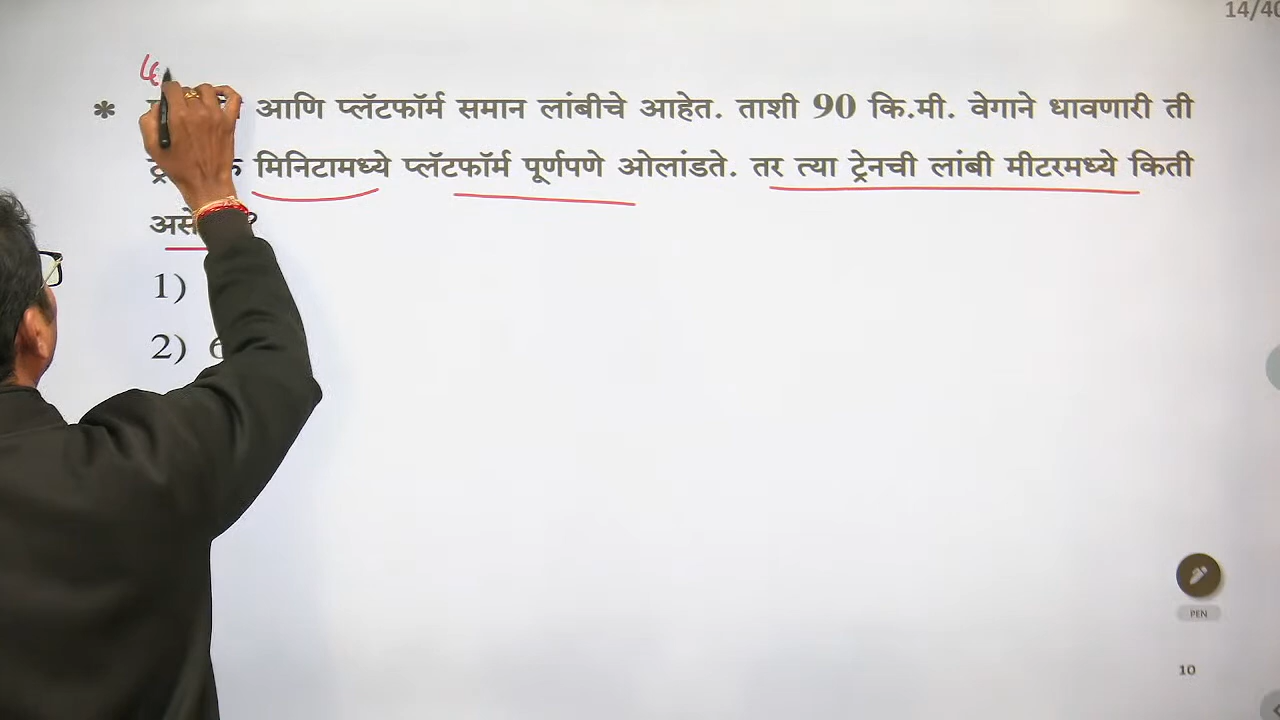 14/40
* आणि प्लॅटफॉर्म समान लांबीचे आहेत. ताशी 90 कि.मी. वेगाने धावणारी ती
मिनिटामध्ये प्लॅटफॉर्म पूर्णपणे ओलांडते. तर त्या ट्रेनची लांबी मीटरमध्ये किती
1)
2) 6
PEN
10